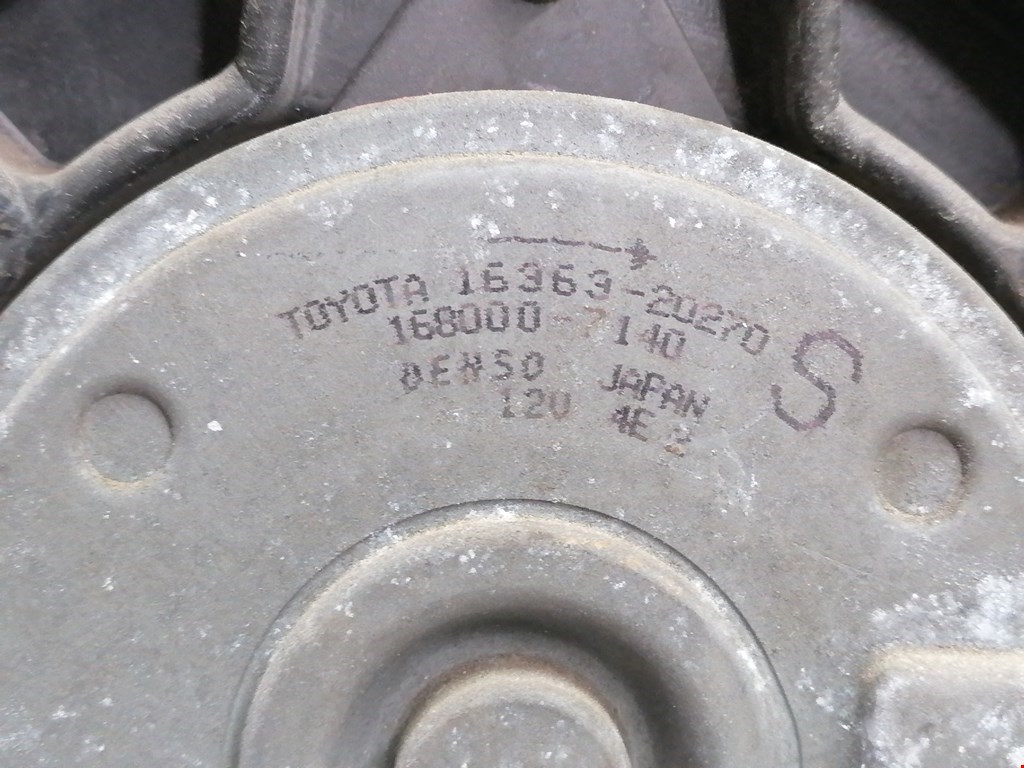 TOYOTA 16363-20270
168000-7140
DENSO JAPAN
120 4E 2
S